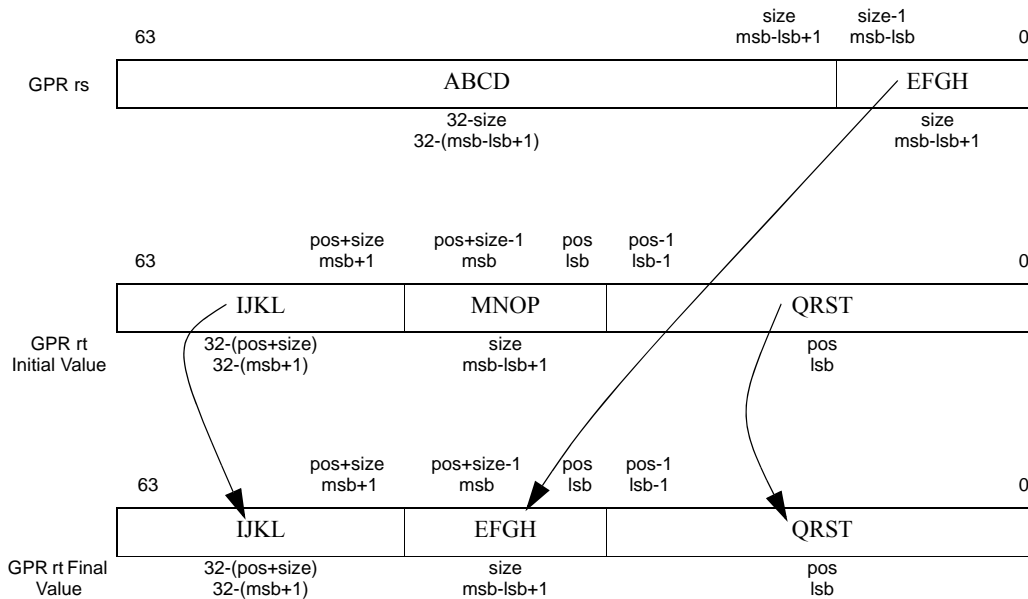 size size-1
63 msb-lsb+1 msb-lsb 0
GPR rs ABCD EFGH
32-size size
32-(msb-lsb+1) msb-lsb+1
pos+size pos+size-1 pos pos-1
63 msb+1 msb lsb lsb-1 0
IJKL MNOP QRST
GPR rt 32-(pos+size) size pos
Initial Value 32-(msb+1) msb-lsb+1 lsb
pos+size pos+size-1 pos pos-1
63 msb+1 msb lsb lsb-1 0
IJKL EFGH QRST
GPR rt Final 32-(pos+size) size pos
Value 32-(msb+1) msb-lsb+1 lsb